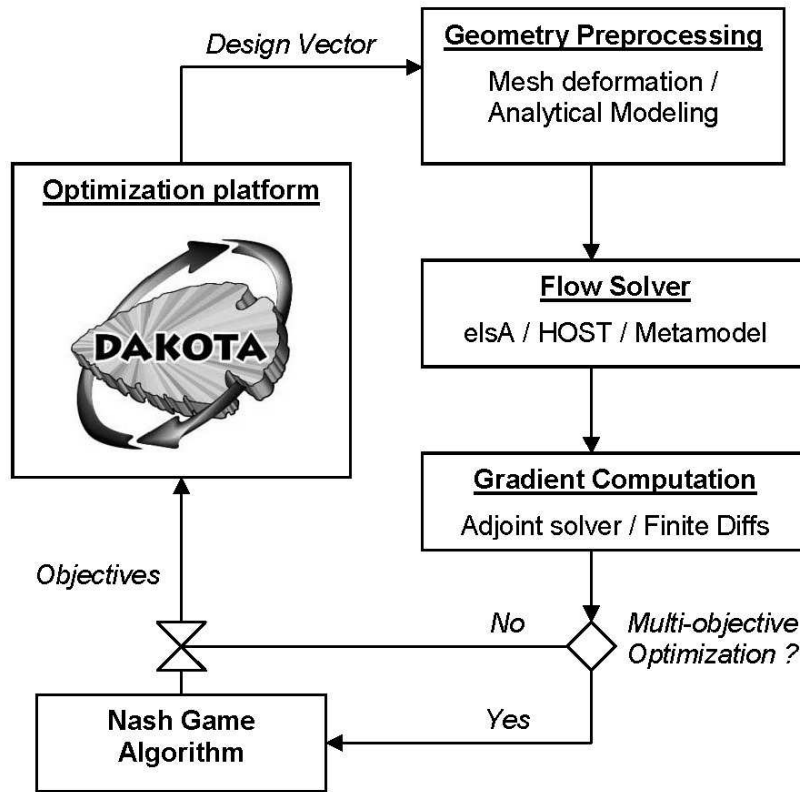 Design Vector
Geometry Preprocessing
Mesh deformation /
Analytical Modeling
Optimization platform
DAKOTA
Flow Solver
elsA / HOST / Metamodel
Gradient Computation
Adjoint solver / Finite Diffs
Objectives
No
Multi-objective
Optimization ?
Yes
Nash Game
Algorithm